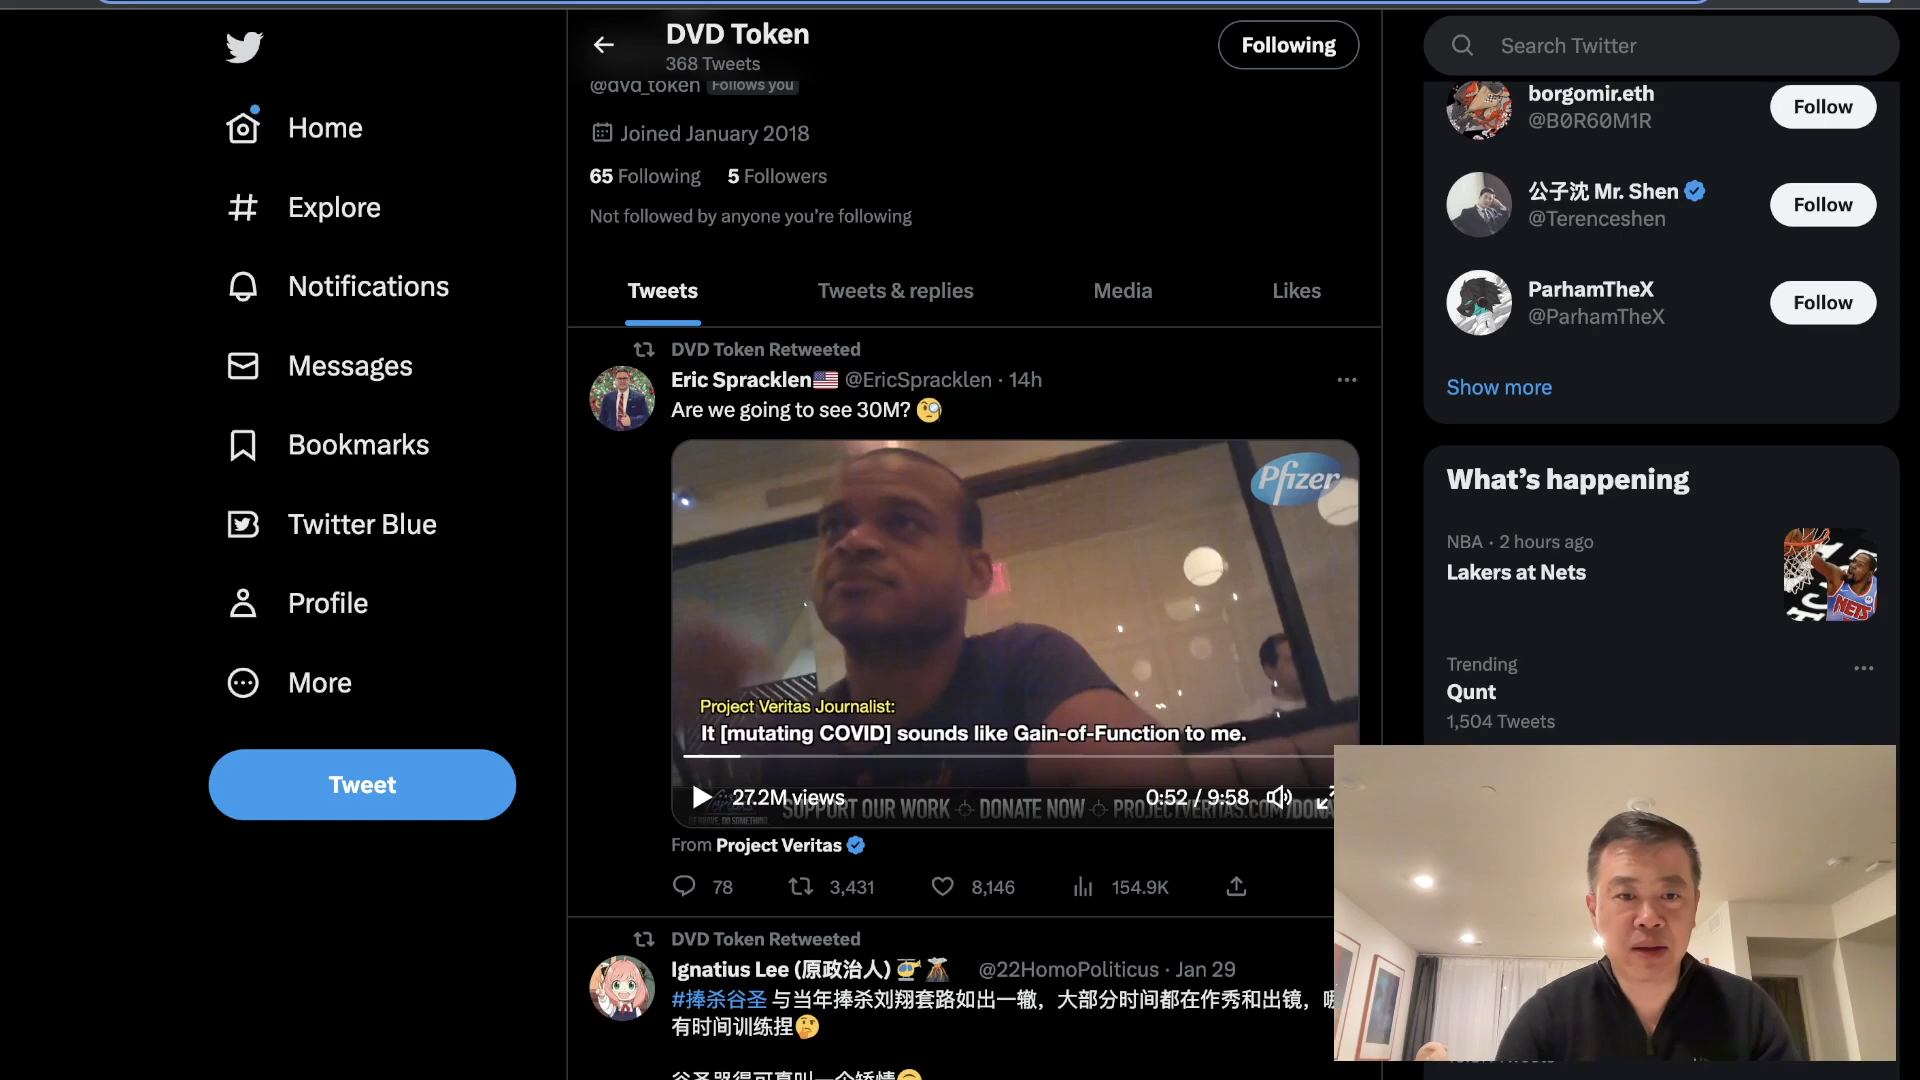 DVD Token
368 Tweets
Following
@dvd_token Follows you
Joined January 2018
65 Following 5 Followers
Not followed by anyone you’re following
Tweets Tweets & replies Media Likes
Home
Explore
Notifications
Messages
Bookmarks
Twitter Blue
Profile
More
Tweet
DVD Token Retweeted
Eric Spracklen🇺🇸 @EricSpracklen · 14h
Are we going to see 30M? 🧐
Pfizer
Project Veritas Journalist:
It [mutating COVID] sounds like Gain-of-Function to me.
27.2M views
0:52 / 9:58
SUPPORT OUR WORK DONATE NOW PROJECTVERITAS.COM/DONA
From Project Veritas
78 3,431 8,146 154.9K
DVD Token Retweeted
Ignatius Lee (原政治人) 🚁🌋 @22HomoPoliticus · Jan 29
#捧杀谷圣 与当年捧杀刘翔套路如出一辙，大部分时间都在作秀和出镜，
有时间训练捏🤔
Search Twitter
borgomir.eth
@B0R60M1R
Follow
公子沈 Mr. Shen
@Terenceshen
Follow
ParhamTheX
@ParhamTheX
Follow
Show more
What’s happening
NBA · 2 hours ago
Lakers at Nets
NETS
Trending
Qunt
1,504 Tweets